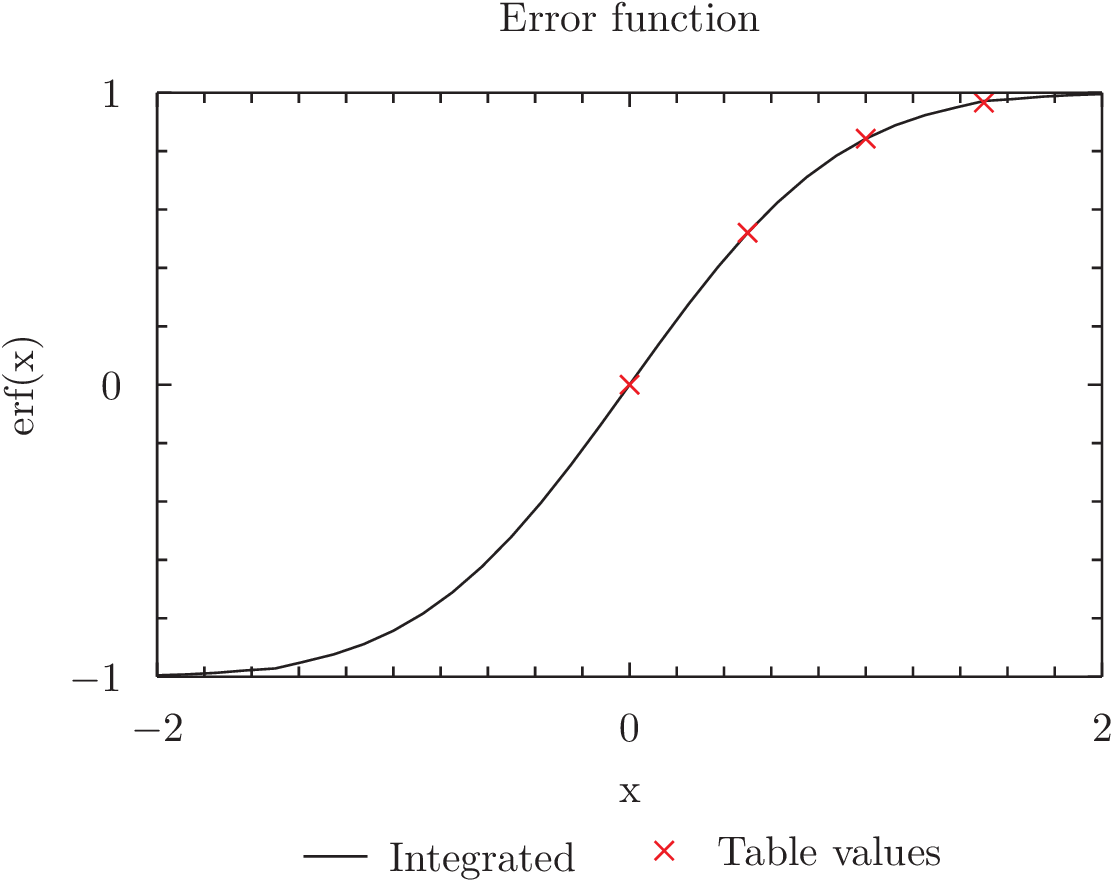 Error function
1
0
−1
erf(x)
−2 0 2
x
Integrated Table values